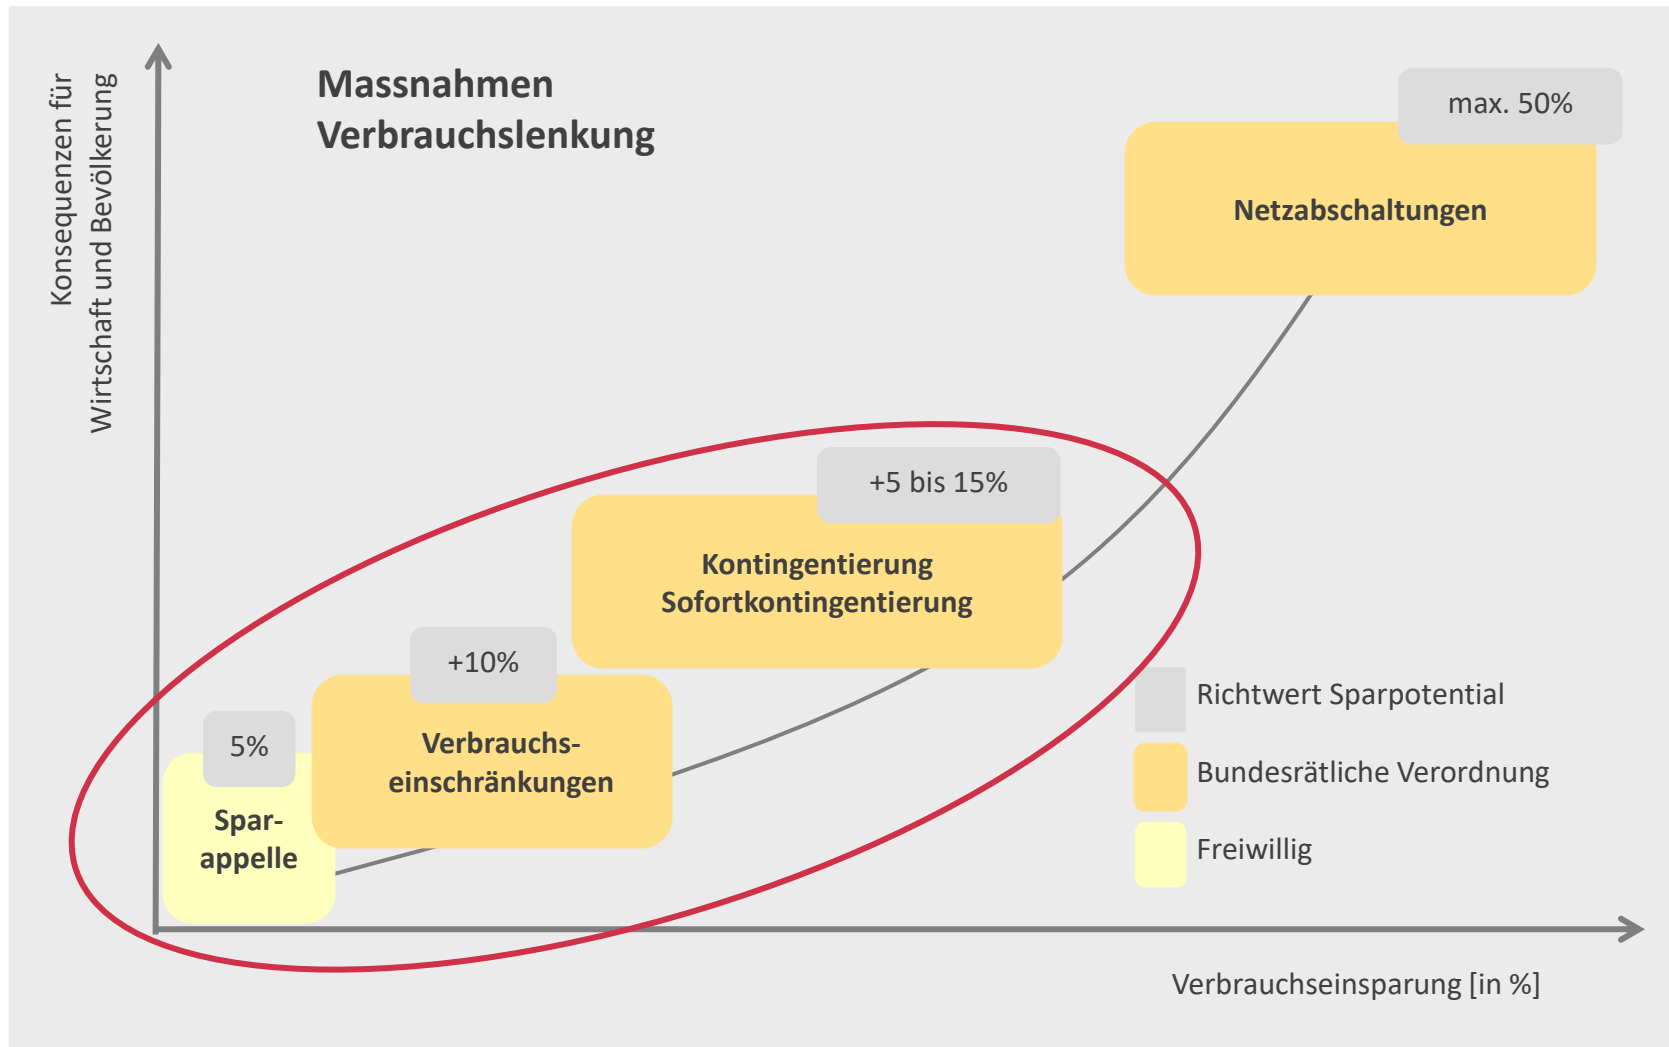 Massnahmen
Verbrauchslenkung
Konsequenzen für
Wirtschaft und Bevölkerung
max. 50%
Netzabschaltungen
+5 bis 15%
Kontingentierung
Sofortkontingentierung
+10%
Verbrauchs-
einschränkungen
5%
Spar-
appelle
Richtwert Sparpotential
Bundesrätliche Verordnung
Freiwillig
Verbrauchseinsparung [in %]